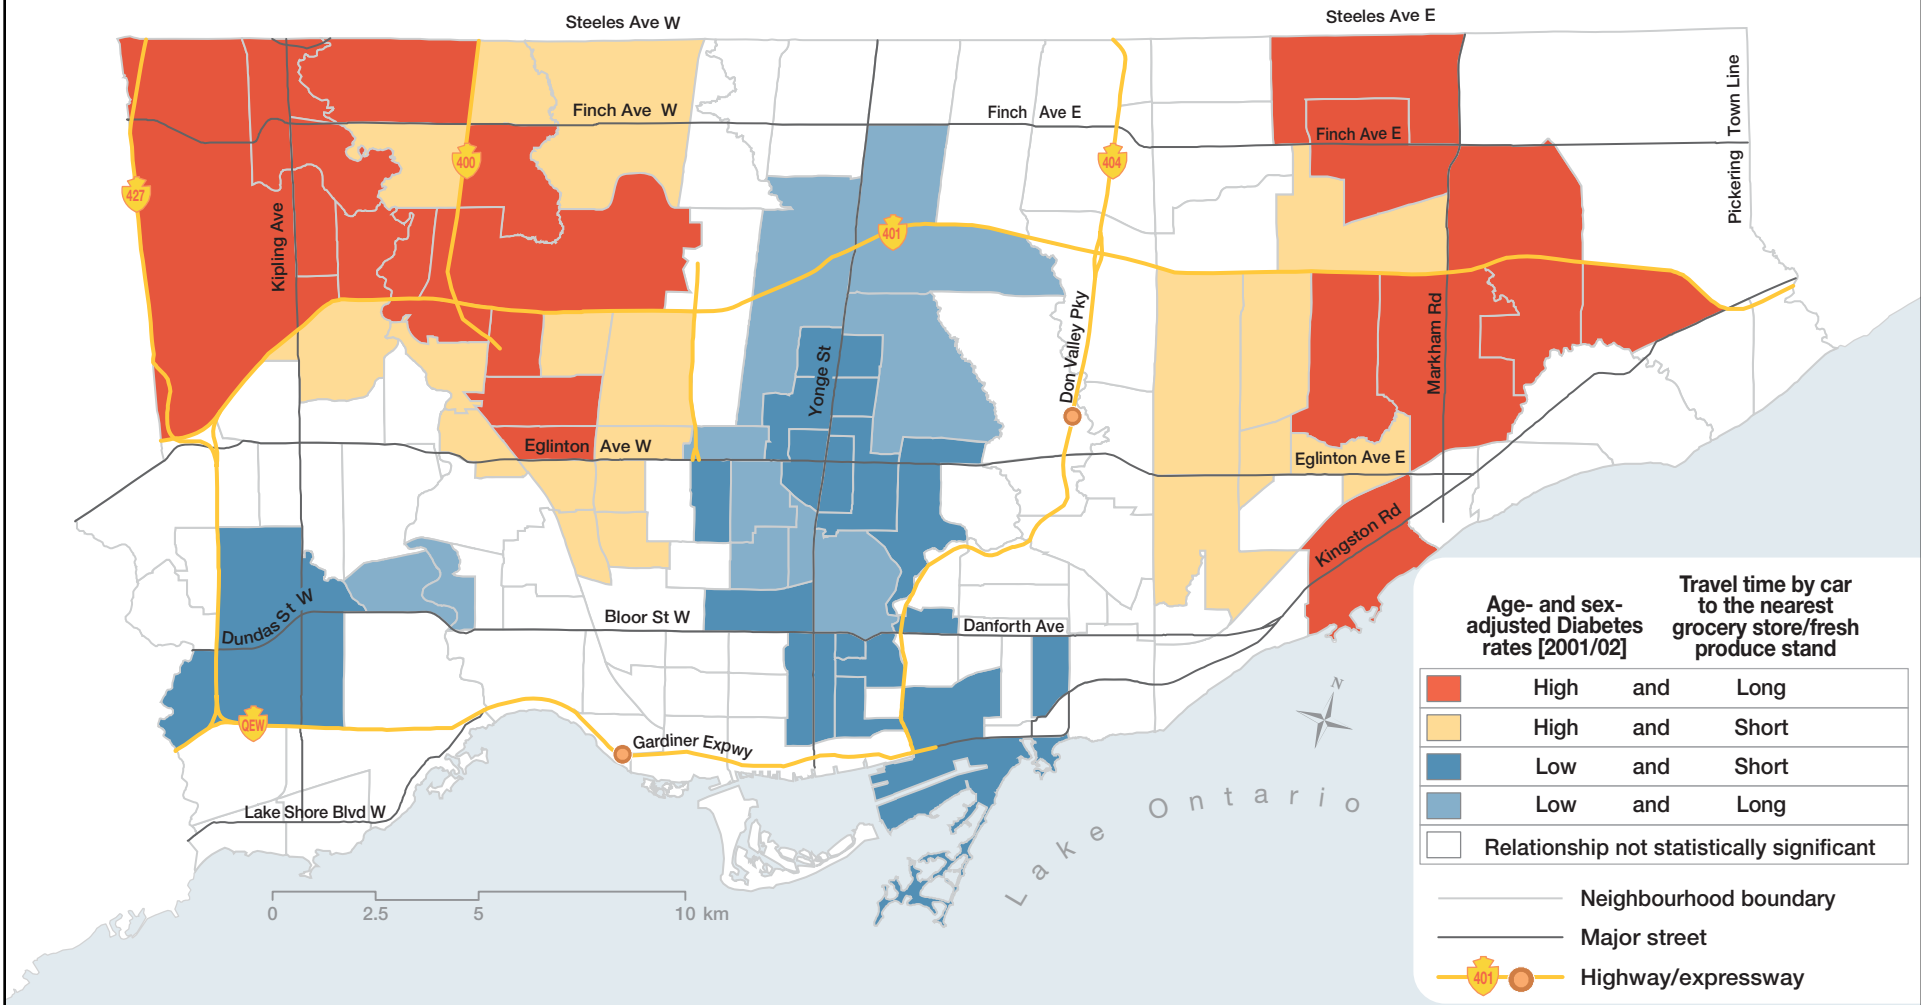 Steeles Ave W
Steeles Ave E
Finch Ave W
Finch Ave E
Finch Ave E
Pickering Town Line
427
400
404
401
Kipling Ave
Yonge St
Don Valley Pky
Markham Rd
Eglinton Ave W
Eglinton Ave E
Kingston Rd
Dundas St W
Bloor St W
Danforth Ave
QEW
Gardiner Expwy
Lake Shore Blvd W
Lake Ontario
N
0 2.5 5 10 km
Age- and sex-
adjusted Diabetes
rates [2001/02]
Travel time by car
to the nearest
grocery store/fresh
produce stand
High and Long
High and Short
Low and Short
Low and Long
Relationship not statistically significant
Neighbourhood boundary
Major street
401 Highway/expressway